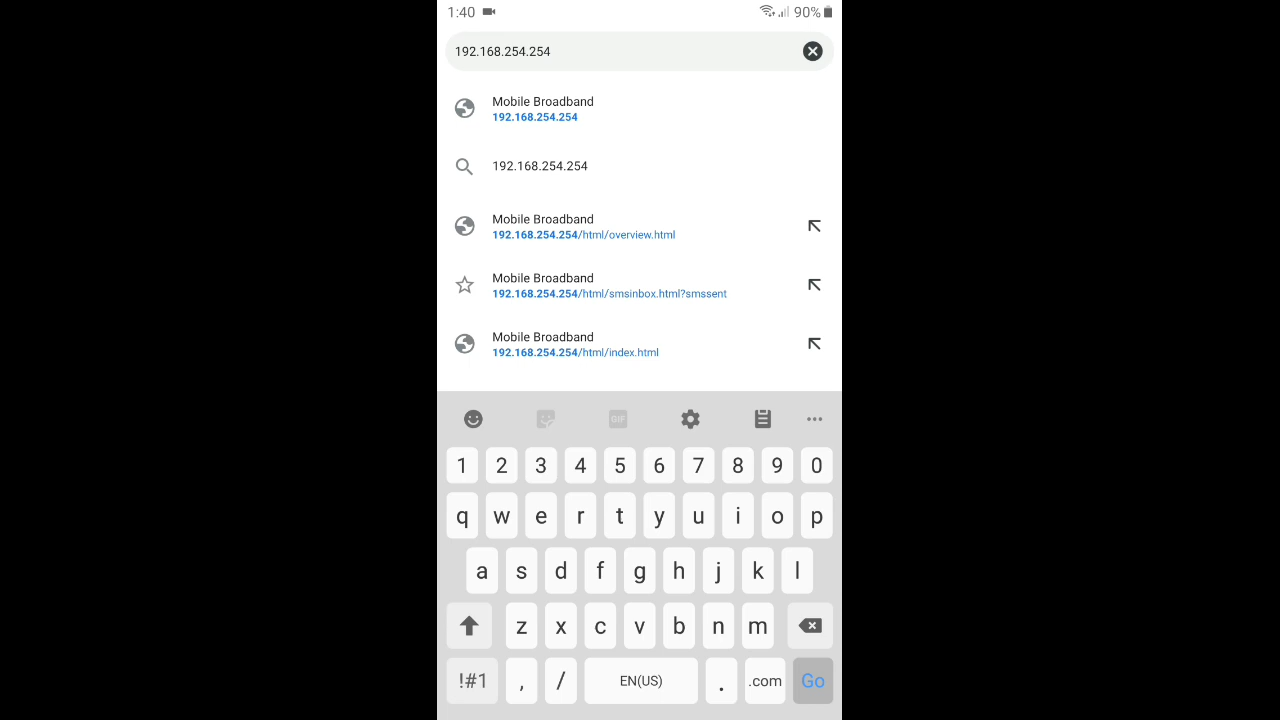 1:40
90%
192.168.254.254
Mobile Broadband
192.168.254.254
192.168.254.254
Mobile Broadband
192.168.254.254/html/overview.html
Mobile Broadband
192.168.254.254/html/smsinbox.html?smssent
Mobile Broadband
192.168.254.254/html/index.html
GIF
1 2 3 4 5 6 7 8 9 0
q w e r t y u i o p
a s d f g h j k l
z x c v b n m
!#1 , / EN(US) . .com Go